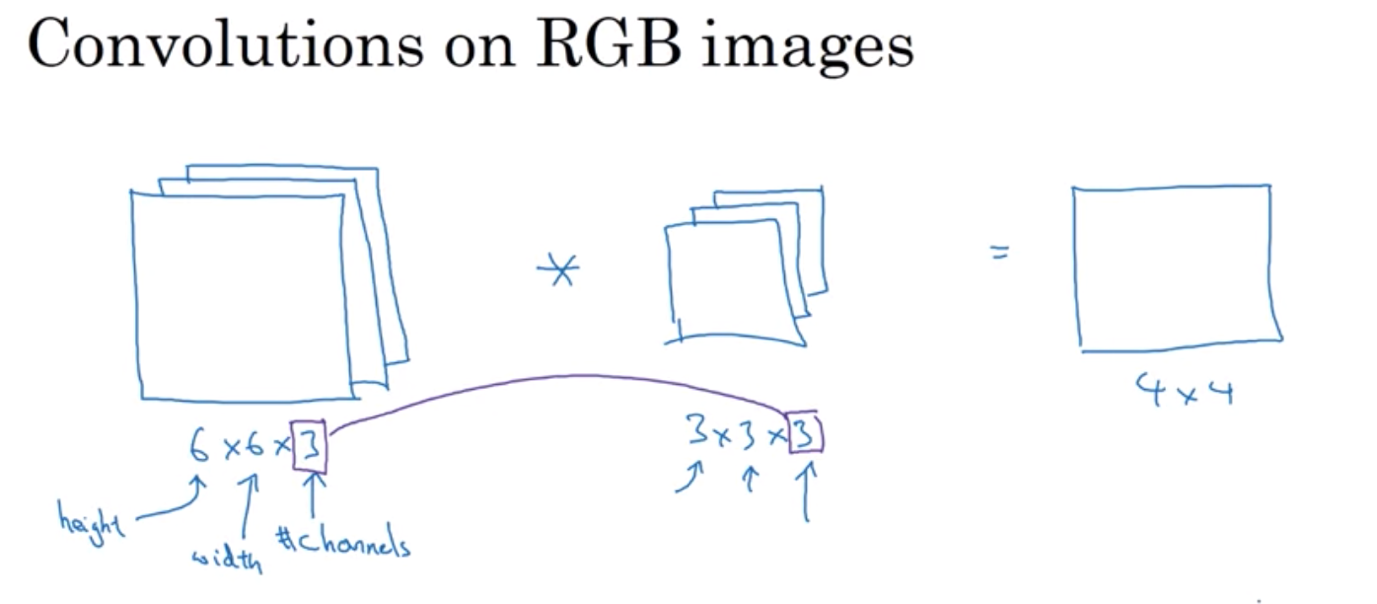 Convolutions on RGB images
* =
4 x 4
6 x 6 x 3
3 x 3 x 3
height
width
#channels